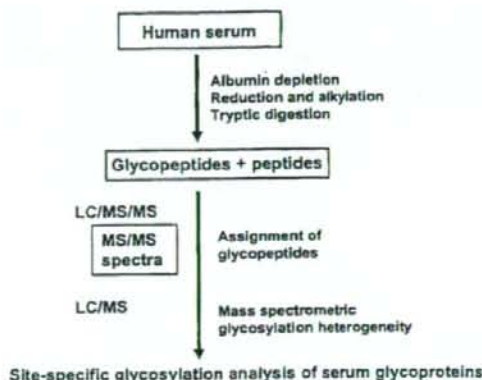 Human serum
Albumin depletion
Reduction and alkylation
Tryptic digestion
Glycopeptides + peptides
LC/MS/MS
MS/MS
spectra
Assignment of
glycopeptides
LC/MS
Mass spectrometric
glycosylation heterogeneity
Site-specific glycosylation analysis of serum glycoproteins